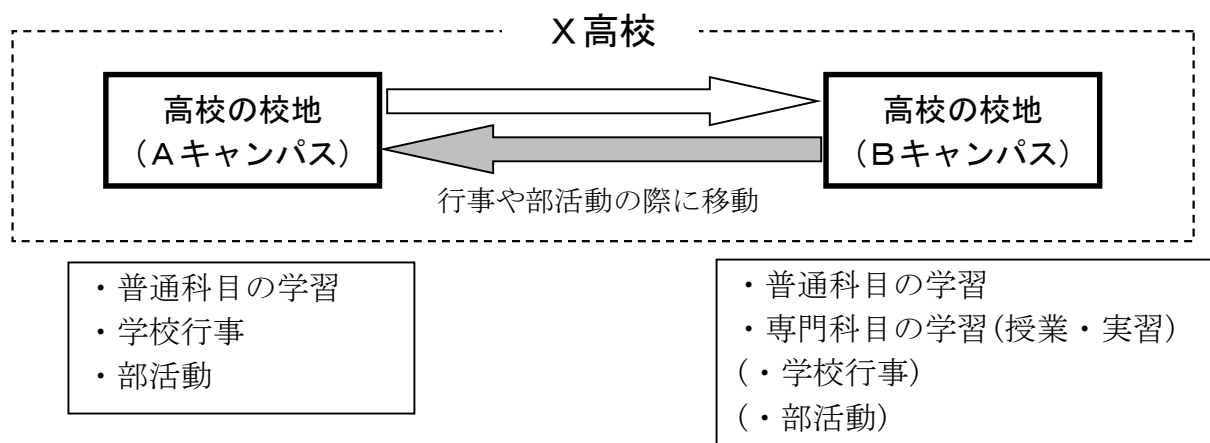 X高校
高校の校地
(Aキャンパス)
高校の校地
(Bキャンパス)
行事や部活動の際に移動
・普通科目の学習
・学校行事
・部活動
・普通科目の学習
・専門科目の学習(授業・実習)
(・学校行事)
(・部活動)